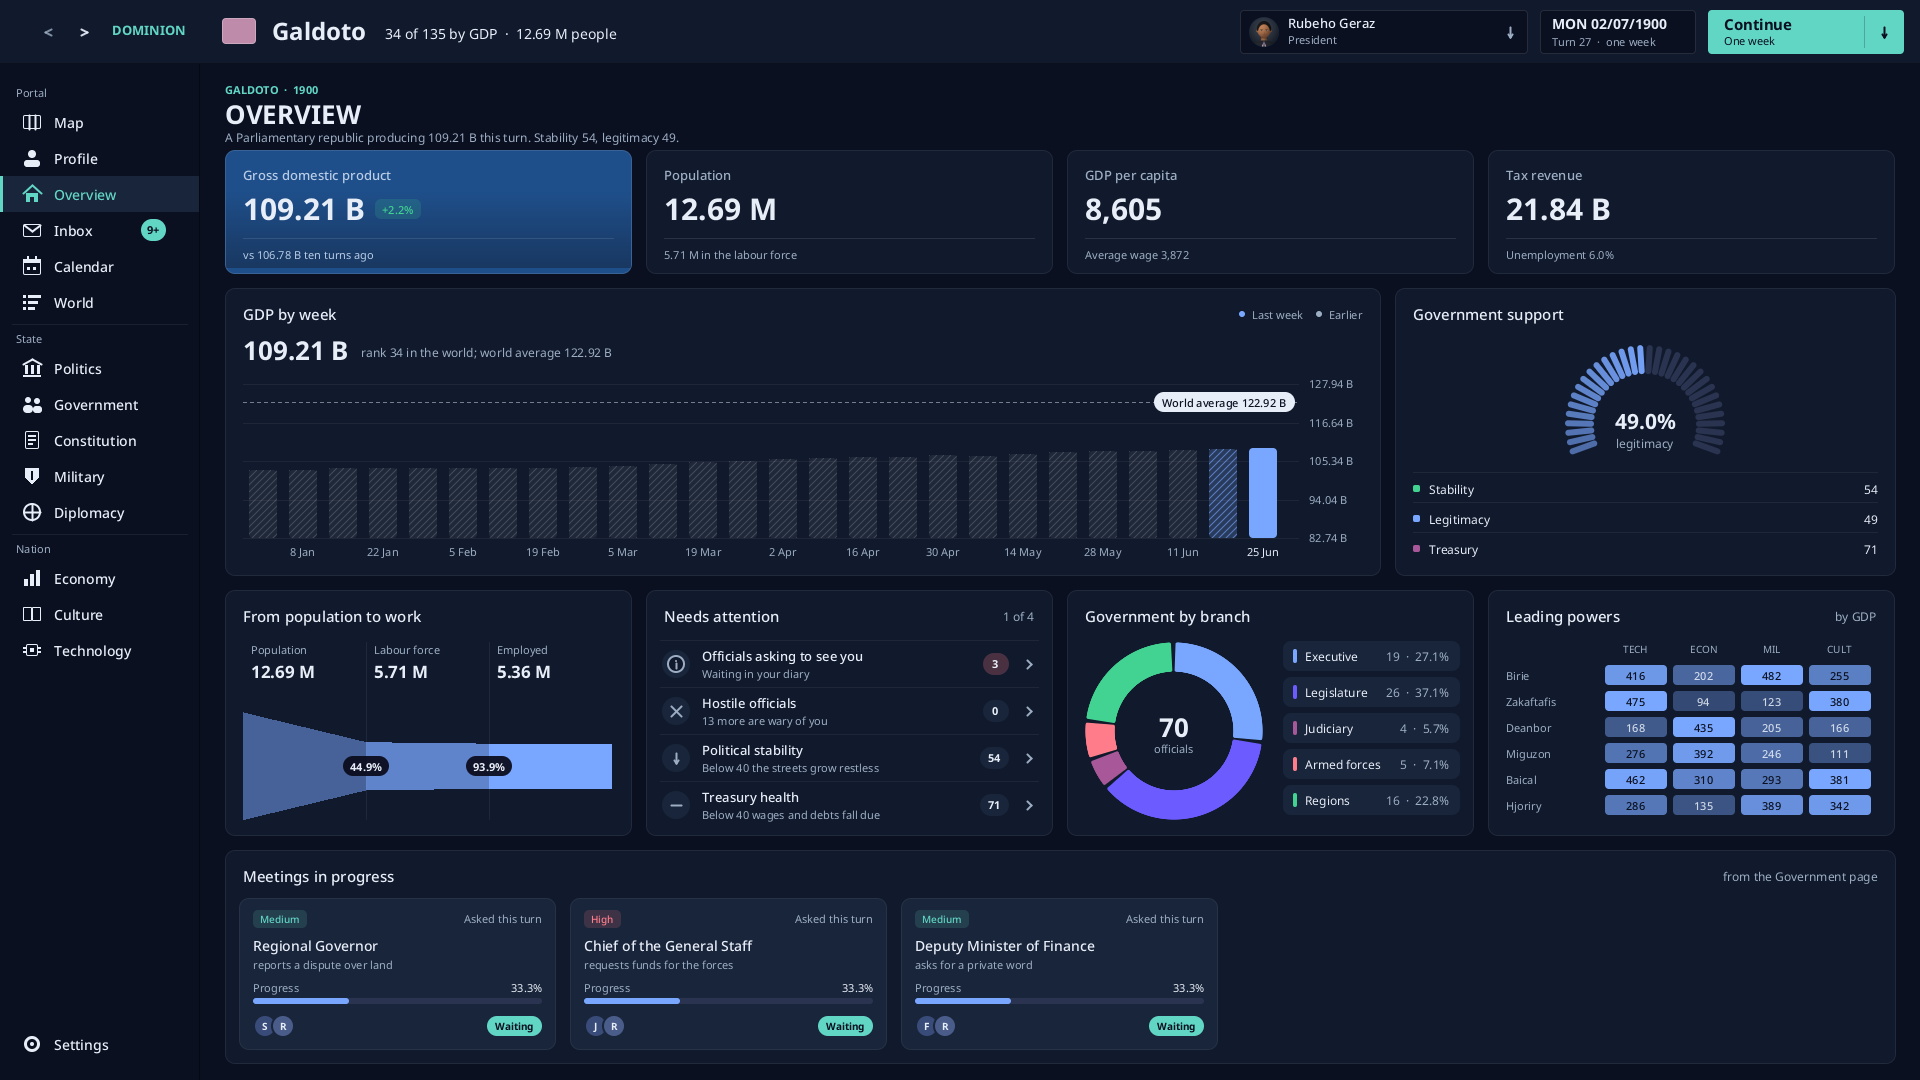 < > DOMINION
Galdoto 34 of 135 by GDP · 12.69 M people
Rubeho Geraz
President
MON 02/07/1900
Turn 27 · one week
Continue
One week
Portal
Map
Profile
Overview
Inbox 9+
Calendar
World
State
Politics
Government
Constitution
Military
Diplomacy
Nation
Economy
Culture
Technology
Settings
GALDOTO · 1900
OVERVIEW
A Parliamentary republic producing 109.21 B this turn. Stability 54, legitimacy 49.
Gross domestic product
109.21 B +2.2%
vs 106.78 B ten turns ago
Population
12.69 M
5.71 M in the labour force
GDP per capita
8,605
Average wage 3,872
Tax revenue
21.84 B
Unemployment 6.0%
GDP by week
Last week Earlier
109.21 B rank 34 in the world; world average 122.92 B
127.94 B
World average 122.92 B
116.64 B
105.34 B
94.04 B
82.74 B
8 Jan 22 Jan 5 Feb 19 Feb 5 Mar 19 Mar 2 Apr 16 Apr 30 Apr 14 May 28 May 11 Jun 25 Jun
Government support
49.0%
legitimacy
Stability 54
Legitimacy 49
Treasury 71
From population to work
Population Labour force Employed
12.69 M 5.71 M 5.36 M
44.9% 93.9%
Needs attention 1 of 4
Officials asking to see you
Waiting in your diary
3
Hostile officials
13 more are wary of you
0
Political stability
Below 40 the streets grow restless
54
Treasury health
Below 40 wages and debts fall due
71
Government by branch
70
officials
Executive 19 · 27.1%
Legislature 26 · 37.1%
Judiciary 4 · 5.7%
Armed forces 5 · 7.1%
Regions 16 · 22.8%
Leading powers by GDP
TECH ECON MIL CULT
Birie 416 202 482 255
Zakaftafis 475 94 123 380
Deanbor 168 435 205 166
Miguzon 276 392 246 111
Baical 462 310 293 381
Hjoriry 286 135 389 342
Meetings in progress from the Government page
Medium Asked this turn
Regional Governor
reports a dispute over land
Progress 33.3%
S R Waiting
High Asked this turn
Chief of the General Staff
requests funds for the forces
Progress 33.3%
J R Waiting
Medium Asked this turn
Deputy Minister of Finance
asks for a private word
Progress 33.3%
F R Waiting